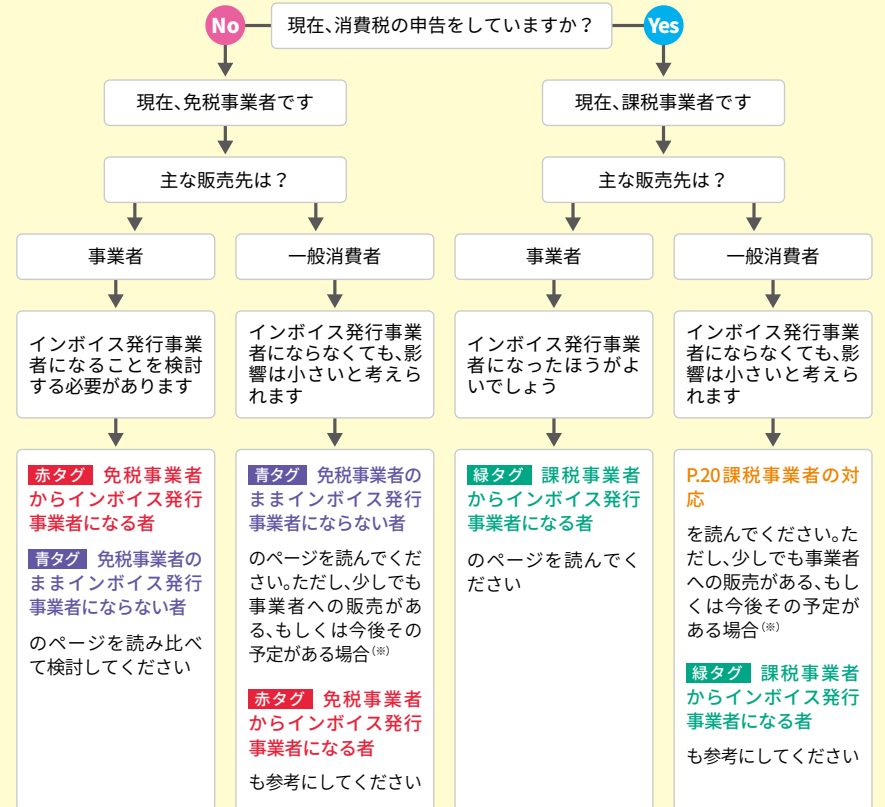 No
現在、消費税の申告をしていますか？
Yes
現在、免税事業者です
現在、課税事業者です
主な販売先は？
主な販売先は？
事業者
一般消費者
事業者
一般消費者
インボイス発行事業
者になることを検討
する必要があります
インボイス発行事業
者にならなくても、影
響は小さいと考えら
れます
インボイス発行事業
者になったほうがよ
いでしょう
インボイス発行事業
者にならなくても、影
響は小さいと考えら
れます
赤タグ 免税事業者
からインボイス発行
事業者になる者
青タグ 免税事業者の
ままインボイス発行
事業者にならない者
のページを読み比べ
て検討してください
青タグ 免税事業者の
ままインボイス発行
事業者にならない者
のページを読んでくだ
さい。ただし、少しでも
事業者への販売があ
る、もしくは今後その
予定がある場合(※)
赤タグ 免税事業者
からインボイス発行
事業者になる者
も参考にしてください
緑タグ 課税事業者
からインボイス発行
事業者になる者
のページを読んでく
ださい
P.20課税事業者の対
応
を読んでください。た
だし、少しでも事業者
への販売がある、もし
くは今後その予定が
ある場合(※)
緑タグ 課税事業者
からインボイス発行
事業者になる者
も参考にしてください